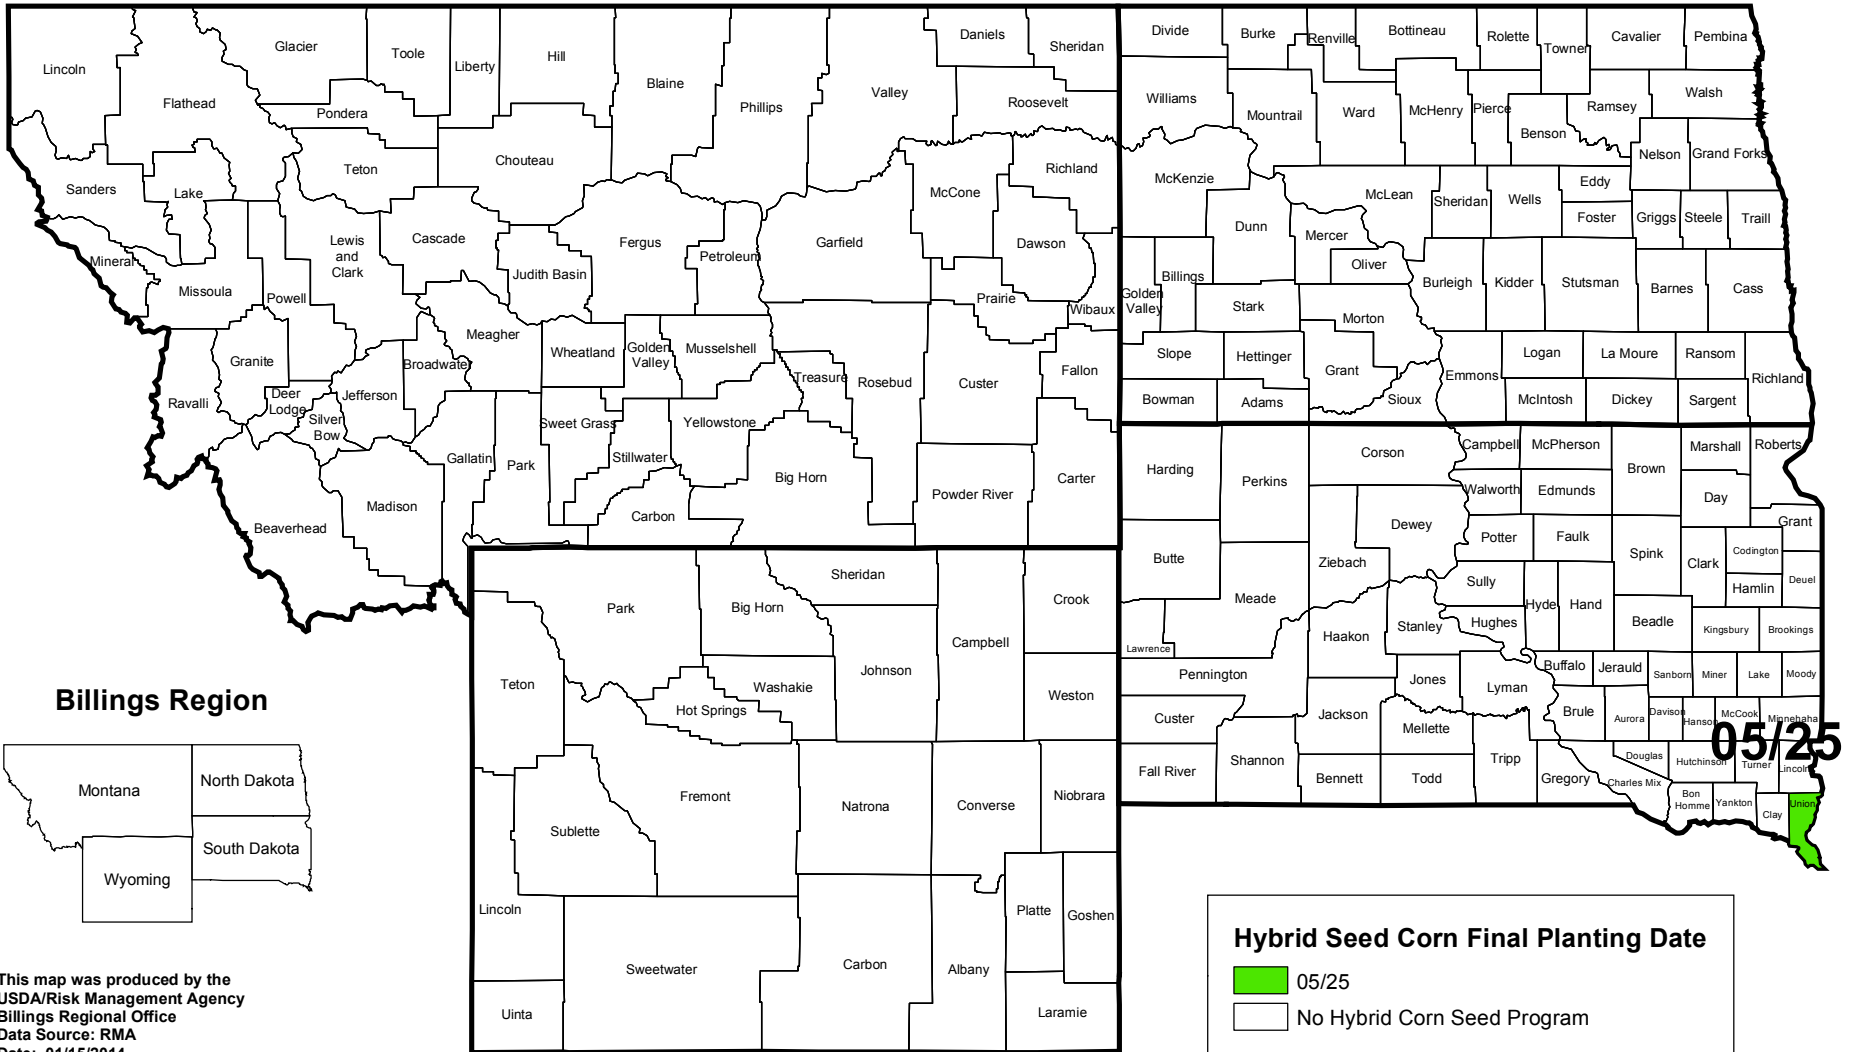 Lincoln
Flathead
Glacier
Toole
Liberty
Hill
Blaine
Phillips
Valley
Daniels
Sheridan
Roosevelt
Pondera
Teton
Chouteau
Sanders
Lake
McCone
Richland
Mineral
Missoula
Powell
Lewis
and
Clark
Cascade
Judith Basin
Fergus
Petroleum
Garfield
Dawson
Prairie
Wibaux
Granite
Meagher
Broadwater
Wheatland
Golden
Valley
Musselshell
Treasure
Rosebud
Custer
Fallon
Ravalli
Deer
Lodge
Silver
Bow
Jefferson
Gallatin
Park
Sweet Grass
Stillwater
Yellowstone
Big Horn
Powder River
Carter
Beaverhead
Madison
Carbon
Divide
Burke
Renville
Bottineau
Rolette
Towner
Cavalier
Pembina
Williams
Mountrail
Ward
McHenry
Pierce
Benson
Ramsey
Walsh
Nelson
Grand Forks
McKenzie
Dunn
McLean
Mercer
Oliver
Sheridan
Wells
Eddy
Foster
Griggs
Steele
Traill
Golden
Valley
Billings
Stark
Morton
Burleigh
Kidder
Stutsman
Barnes
Cass
Slope
Hettinger
Grant
Sioux
Emmons
Logan
La Moure
Ransom
Richland
Bowman
Adams
McIntosh
Dickey
Sargent
Harding
Perkins
Corson
Campbell
McPherson
Brown
Marshall
Roberts
Walworth
Edmunds
Day
Butte
Ziebach
Dewey
Potter
Faulk
Spink
Clark
Codington
Grant
Hamlin
Deuel
Lawrence
Meade
Haakon
Stanley
Sully
Hughes
Hyde
Hand
Beadle
Kingsbury
Brookings
Pennington
Jones
Lyman
Buffalo
Jerauld
Sanborn
Miner
Lake
Moody
Custer
Jackson
Mellette
Brule
Aurora
Davison
Hanson
McCook
Minnehaha
05/25
Fall River
Shannon
Bennett
Todd
Tripp
Gregory
Charles Mix
Douglas
Hutchinson
Turner
Lincoln
Bon
Homme
Yankton
Clay
Union
Park
Big Horn
Sheridan
Campbell
Crook
Teton
Hot Springs
Washakie
Johnson
Weston
Sublette
Fremont
Natrona
Converse
Niobrara
Lincoln
Sweetwater
Carbon
Albany
Platte
Goshen
Uinta
Laramie
Billings Region
Montana
North Dakota
South Dakota
Wyoming
This map was produced by the
USDA/Risk Management Agency
Billings Regional Office
Data Source: RMA
Date: 01/15/2014
Hybrid Seed Corn Final Planting Date
05/25
No Hybrid Corn Seed Program